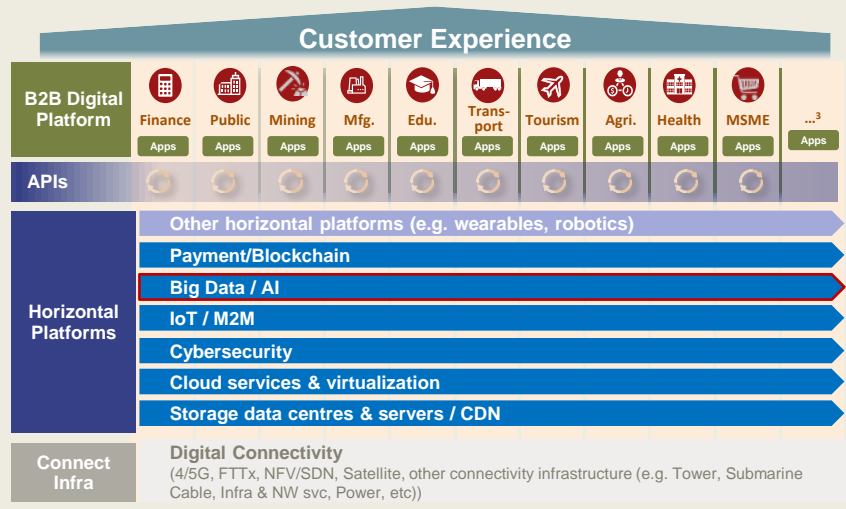 Customer Experience
B2B Digital
Platform
Finance
Public
Mining
Mfg.
Edu.
Trans-
port
Tourism
Agri.
Health
MSME
...3
Apps
Apps
Apps
Apps
Apps
Apps
Apps
Apps
Apps
Apps
Apps
APIs
Horizontal
Platforms
Other horizontal platforms (e.g. wearables, robotics)
Payment/Blockchain
Big Data / AI
IoT / M2M
Cybersecurity
Cloud services & virtualization
Storage data centres & servers / CDN
Connect
Infra
Digital Connectivity
(4/5G, FTTx, NFV/SDN, Satellite, other connectivity infrastructure (e.g. Tower, Submarine
Cable, Infra & NW svc, Power, etc))